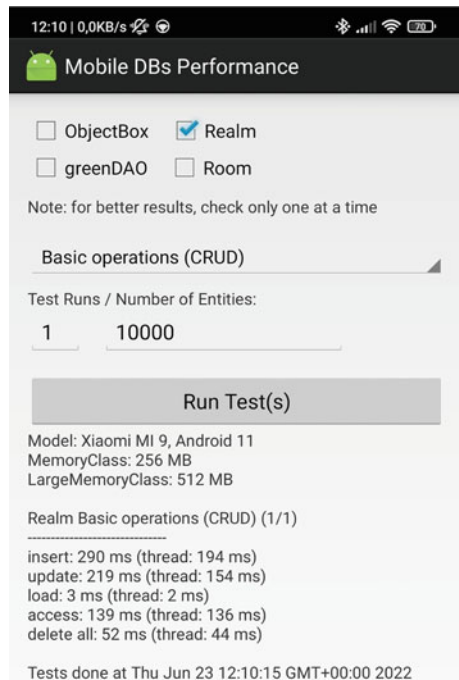 12:10 | 0,0KB/s
70
Mobile DBs Performance
ObjectBox Realm
greenDAO Room
Note: for better results, check only one at a time
Basic operations (CRUD)
Test Runs / Number of Entities:
1 10000
Run Test(s)
Model: Xiaomi MI 9, Android 11
MemoryClass: 256 MB
LargeMemoryClass: 512 MB
Realm Basic operations (CRUD) (1/1)
------------------------------
insert: 290 ms (thread: 194 ms)
update: 219 ms (thread: 154 ms)
load: 3 ms (thread: 2 ms)
access: 139 ms (thread: 136 ms)
delete all: 52 ms (thread: 44 ms)
Tests done at Thu Jun 23 12:10:15 GMT+00:00 2022